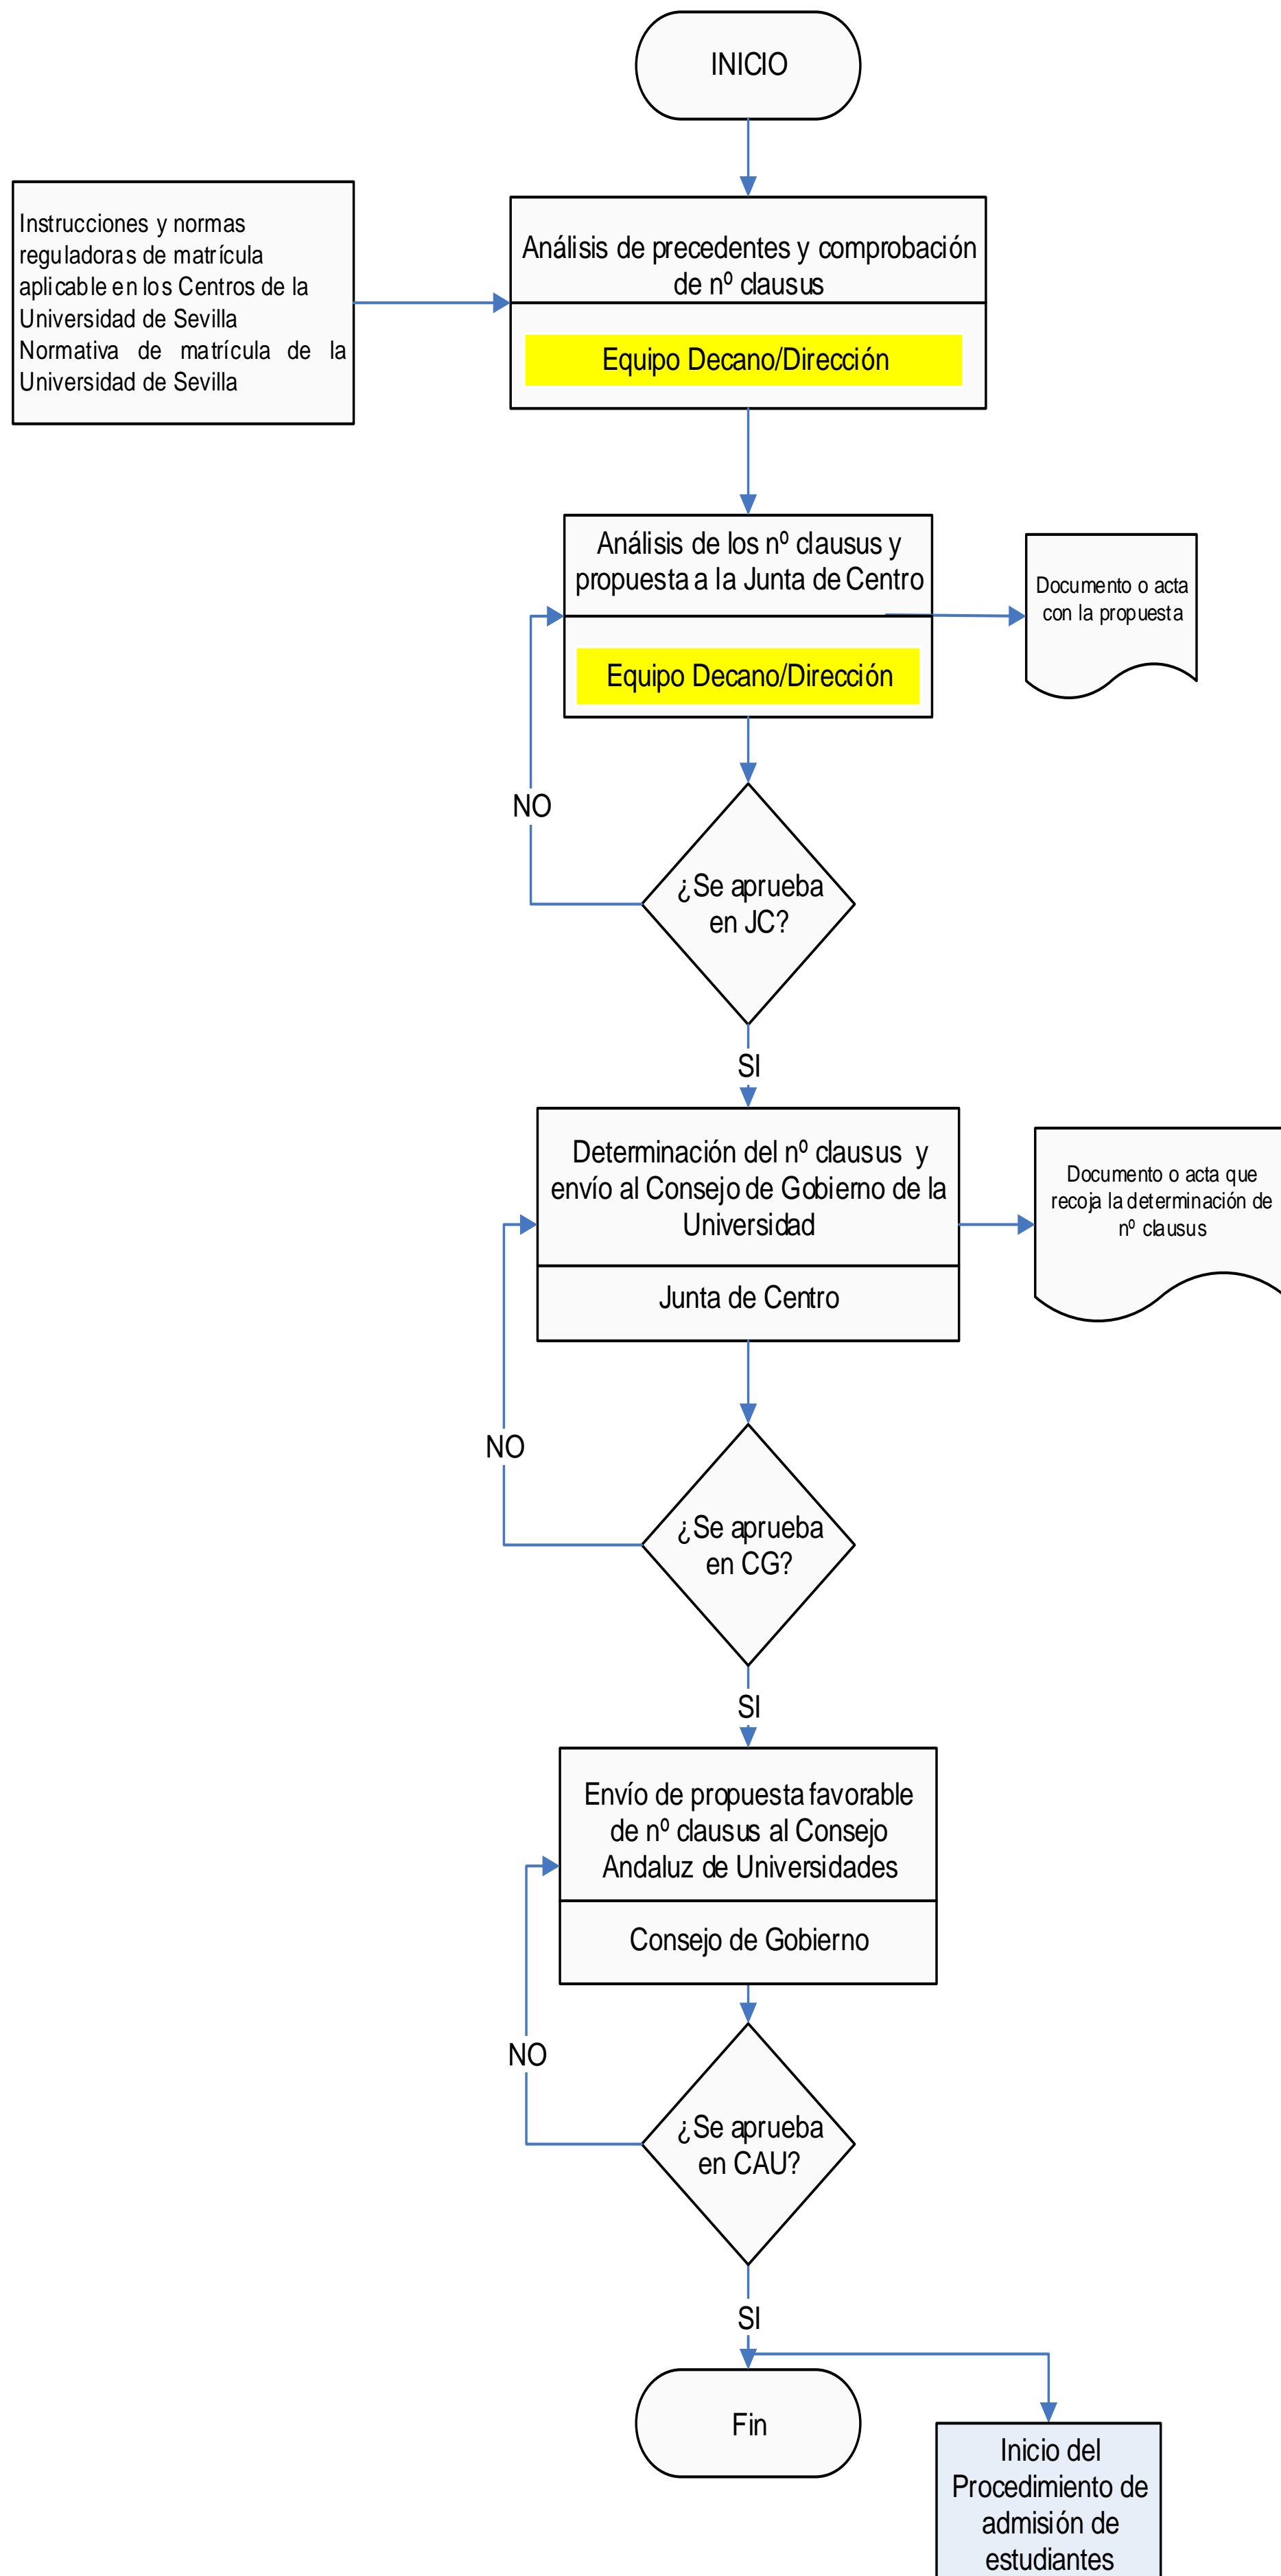 INICIO
Instrucciones y normas
reguladoras de matrícula
aplicable en los Centros de la
Universidad de Sevilla
Normativa de matrícula de la
Universidad de Sevilla
Análisis de precedentes y comprobación
de nº clausus
Equipo Decano/Dirección
Análisis de los nº clausus y
propuesta a la Junta de Centro
Equipo Decano/Dirección
Documento o acta
con la propuesta
NO
¿Se aprueba
en JC?
SI
Determinación del nº clausus y
envío al Consejo de Gobierno de la
Universidad
Junta de Centro
Documento o acta que
recoja la determinación de
nº clausus
NO
¿Se aprueba
en CG?
SI
Envío de propuesta favorable
de nº clausus al Consejo
Andaluz de Universidades
Consejo de Gobierno
NO
¿Se aprueba
en CAU?
SI
Fin
Inicio del
Procedimiento de
admisión de
estudiantes